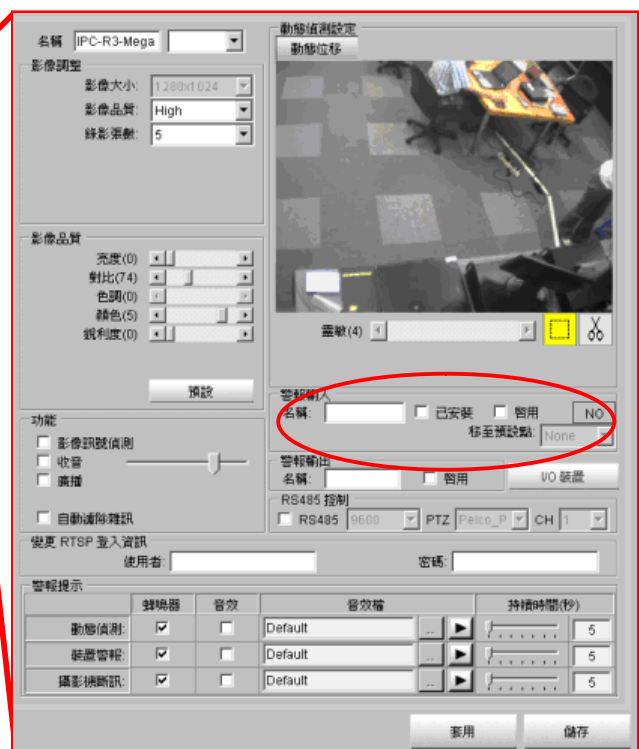 名稱 IPC-R3-Mega
影像調整
影像大小: 1280x1024
影像品質: High
錄影張數: 5
影像品質
亮度(0)
對比(74)
色調(0)
顏色(5)
銳利度(0)
預設
功能
影像訊號偵測
收音
廣播
自動濾除雜訊
動態偵測設定
動態位移
靈敏(4)
警報輸入
名稱: 已安裝 啓用 NO
移至預設點: None
警報輸出
名稱: 啓用 I/O 裝置
RS485 控制
RS485 9600 PTZ Pelco_P CH 1
變更 RTSP 登入資訊
使用者: 密碼:
警報提示
蜂鳴器 音效 音效檔 持續時間(秒)
動態偵測: Default .. 5
裝置警報: Default .. 5
攝影機斷訊: Default .. 5
套用 儲存